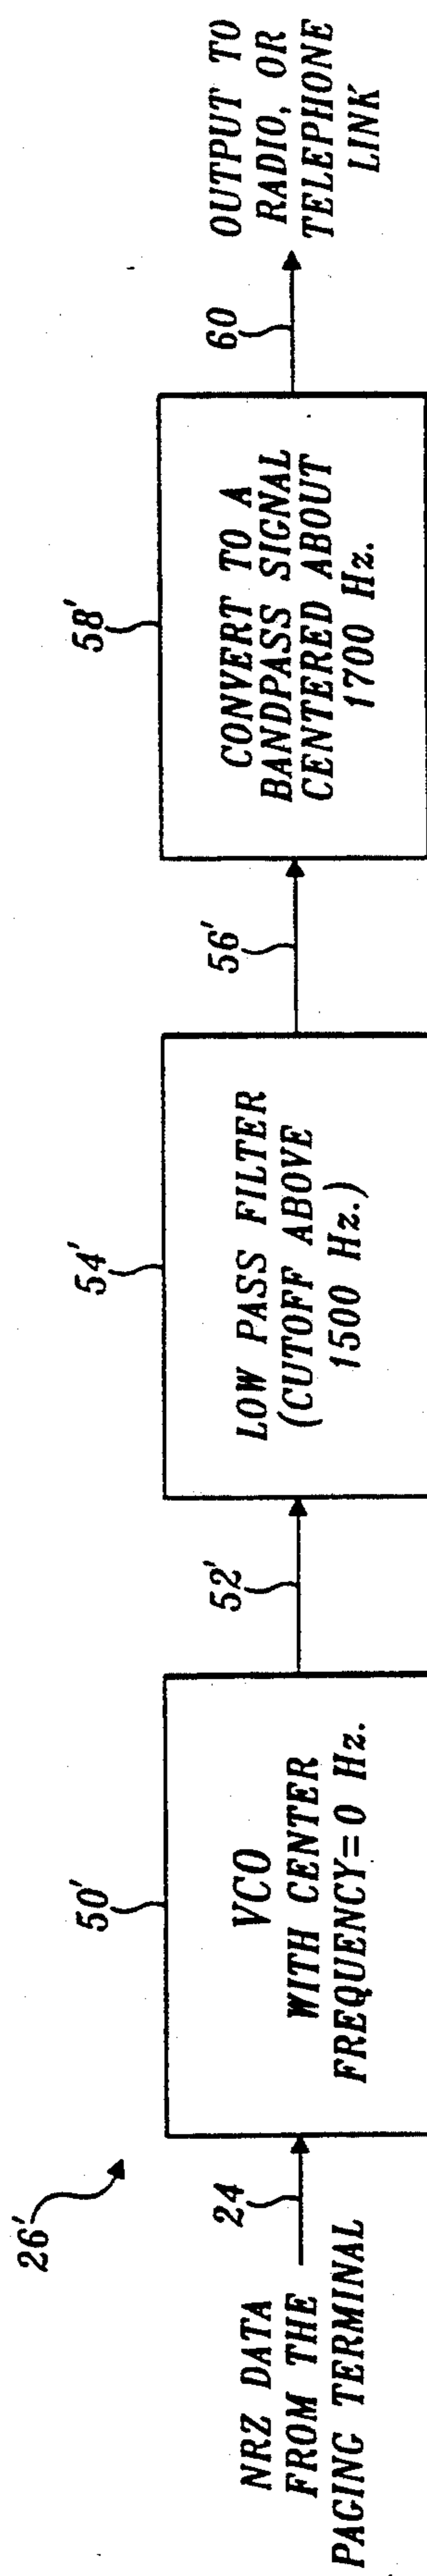 26'
NRZ DATA
FROM THE
PAGING TERMINAL
24
50'
VCO
WITH CENTER
FREQUENCY=0 Hz.
52'
54'
LOW PASS FILTER
(CUTOFF ABOVE
1500 Hz.)
56'
58'
CONVERT TO A
BANDPASS SIGNAL
CENTERED ABOUT
1700 Hz.
60
OUTPUT TO
RADIO, OR
TELEPHONE
LINK